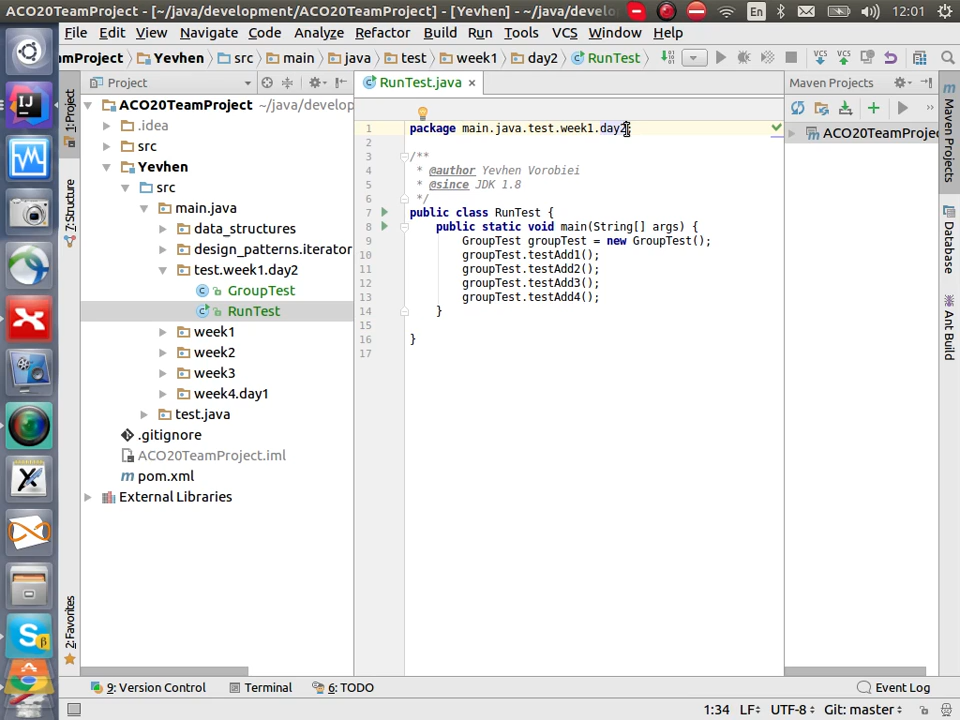 ACO20TeamProject - [~/java/development/ACO20TeamProject] - [Yevhen] - ~/java/develo
En
12:01
File Edit View Navigate Code Analyze Refactor Build Run Tools VCS Window Help
mProject Yevhen src main java test week1 day2 RunTest
Project
RunTest.java
Maven Projects
ACO20TeamProject ~/java/develop
.idea
src
Yevhen
src
main.java
data_structures
design_patterns.iterator
test.week1.day2
GroupTest
RunTest
week1
week2
week3
week4.day1
test.java
.gitignore
ACO20TeamProject.iml
pom.xml
External Libraries
1 package main.java.test.week1.day2;
2
3 /**
4 * @author Yevhen Vorobiei
5 * @since JDK 1.8
6 */
7 public class RunTest {
8 public static void main(String[] args) {
9 GroupTest groupTest = new GroupTest();
10 groupTest.testAdd1();
11 groupTest.testAdd2();
12 groupTest.testAdd3();
13 groupTest.testAdd4();
14 }
15
16 }
17
ACO20TeamProjec
1: Project
7: Structure
2: Favorites
Maven Projects
Database
Ant Build
9: Version Control Terminal 6: TODO Event Log
1:34 LF UTF-8 Git: master